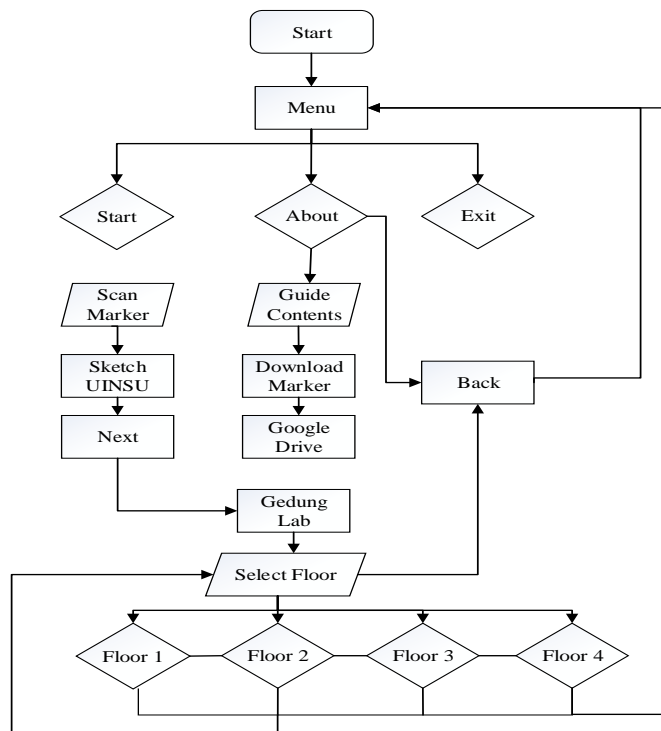 Start
Menu
Start
About
Exit
Scan
Marker
Guide
Contents
Sketch
UINSU
Download
Marker
Back
Next
Google
Drive
Gedung
Lab
Select Floor
Floor 1
Floor 2
Floor 3
Floor 4